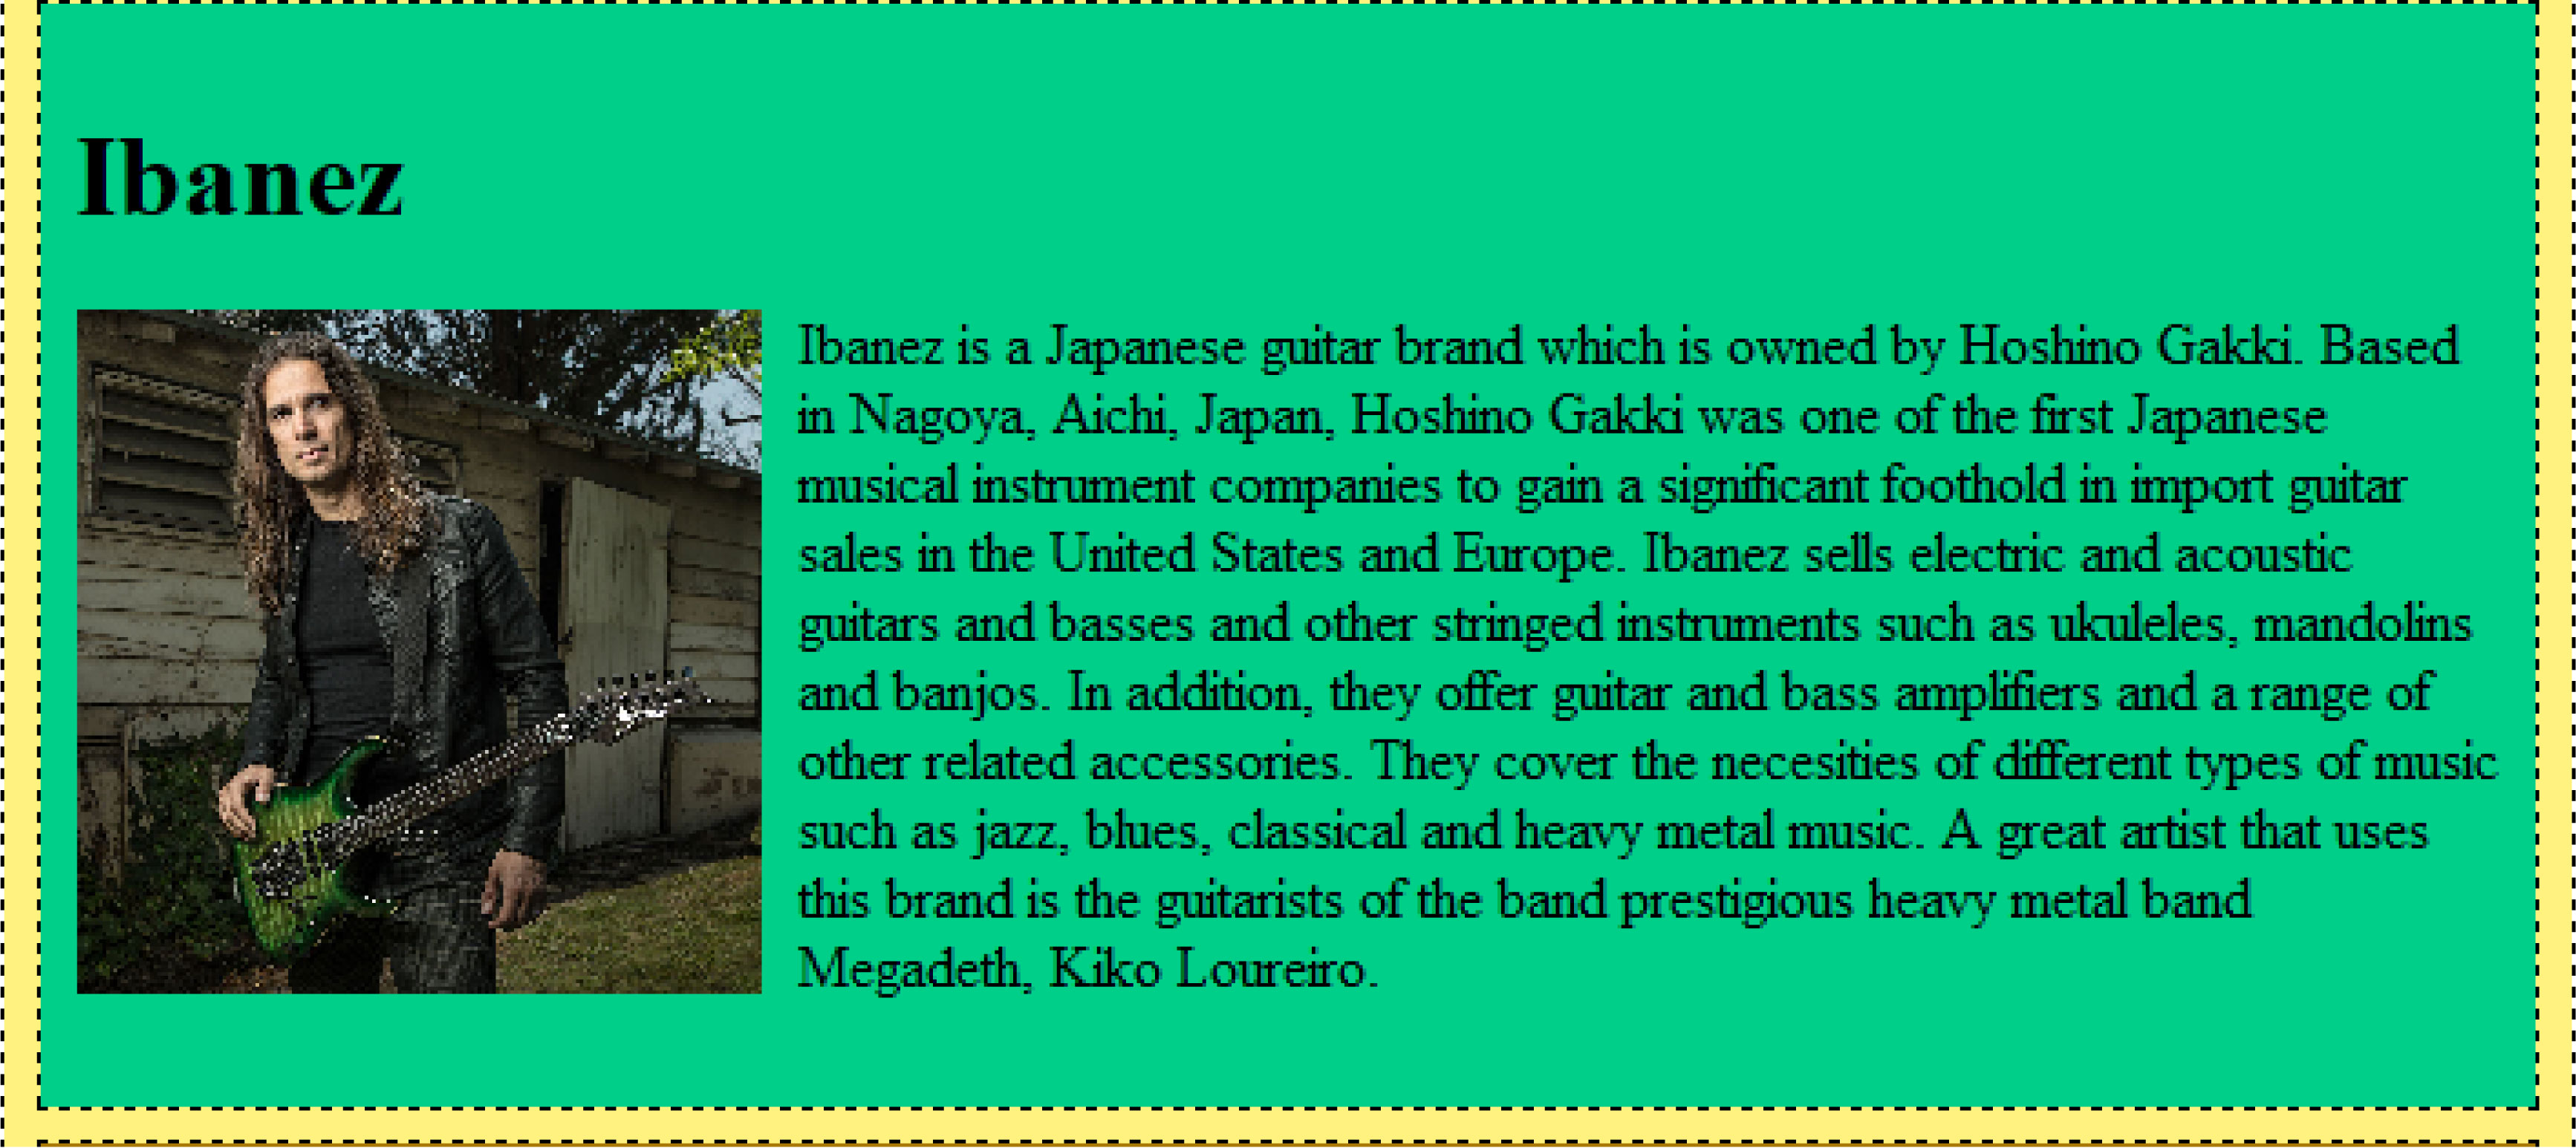 Ibanez
Ibanez is a Japanese guitar brand which is owned by Hoshino Gakki. Based
in Nagoya, Aichi, Japan, Hoshino Gakki was one of the first Japanese
musical instrument companies to gain a significant foothold in import guitar
sales in the United States and Europe. Ibanez sells electric and acoustic
guitars and basses and other stringed instruments such as ukuleles, mandolins
and banjos. In addition, they offer guitar and bass amplifiers and a range of
other related accessories. They cover the necesities of different types of music
such as jazz, blues, classical and heavy metal music. A great artist that uses
this brand is the guitarists of the band prestigious heavy metal band
Megadeth, Kiko Loureiro.